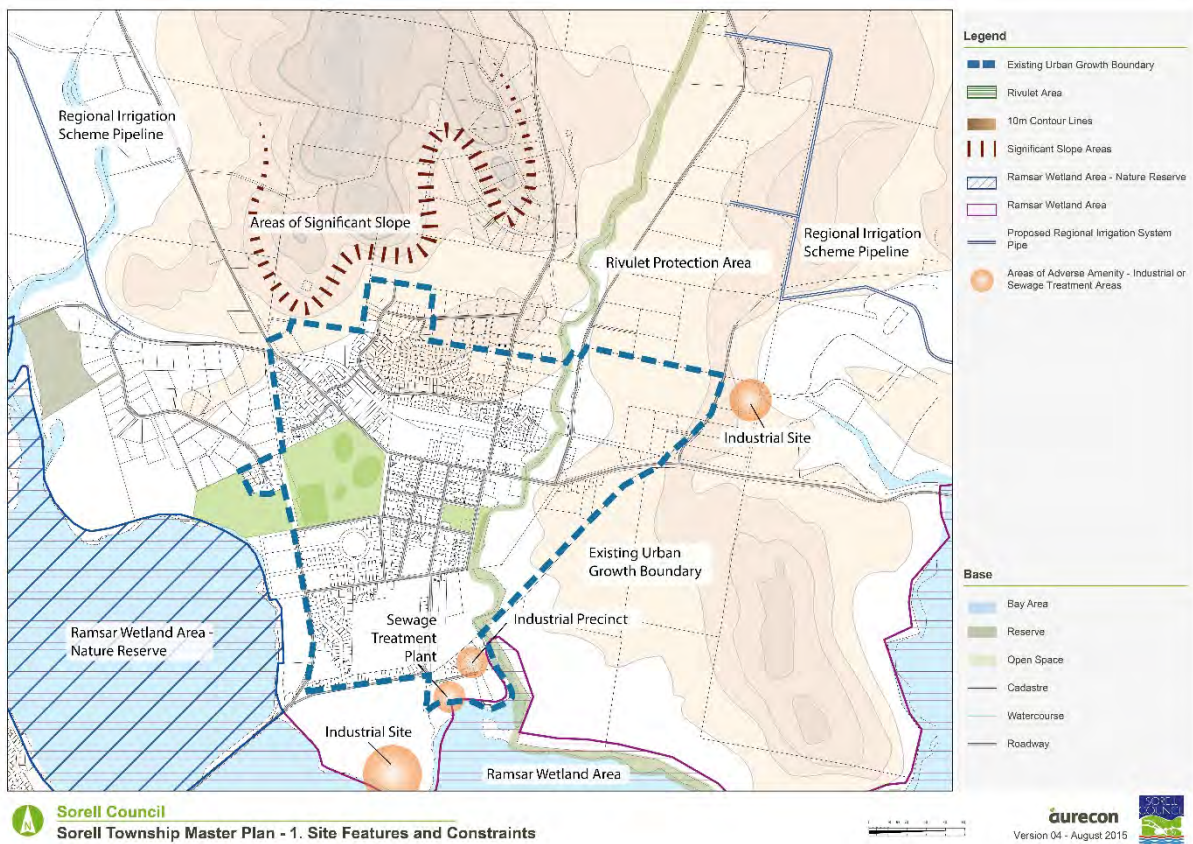 Regional Irrigation
Scheme Pipeline
Areas of Significant Slope
Rivulet Protection Area
Regional Irrigation
Scheme Pipeline
Industrial Site
Existing Urban
Growth Boundary
Ramsar Wetland Area -
Nature Reserve
Sewage
Treatment
Plant
Industrial Precinct
Industrial Site
Ramsar Wetland Area
Legend
Existing Urban Growth Boundary
Rivulet Area
10m Contour Lines
Significant Slope Areas
Ramsar Wetland Area - Nature Reserve
Ramsar Wetland Area
Proposed Regional Irrigation System
Pipe
Areas of Adverse Amenity - Industrial or
Sewage Treatment Areas
Base
Bay Area
Reserve
Open Space
Cadastre
Watercourse
Roadway
N
Sorell Council
Sorell Township Master Plan - 1. Site Features and Constraints
aurecon
Version 04 - August 2015
SORELL
COUNCIL